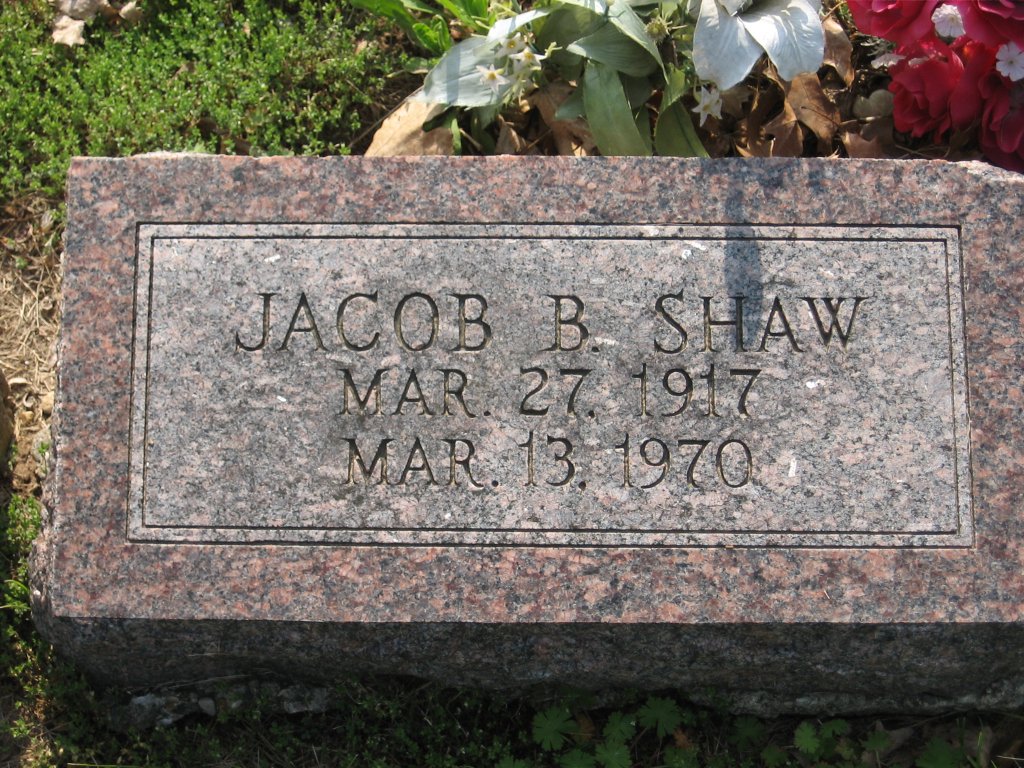 JACOB B. SHAW
MAR. 27, 1917
MAR. 13, 1970